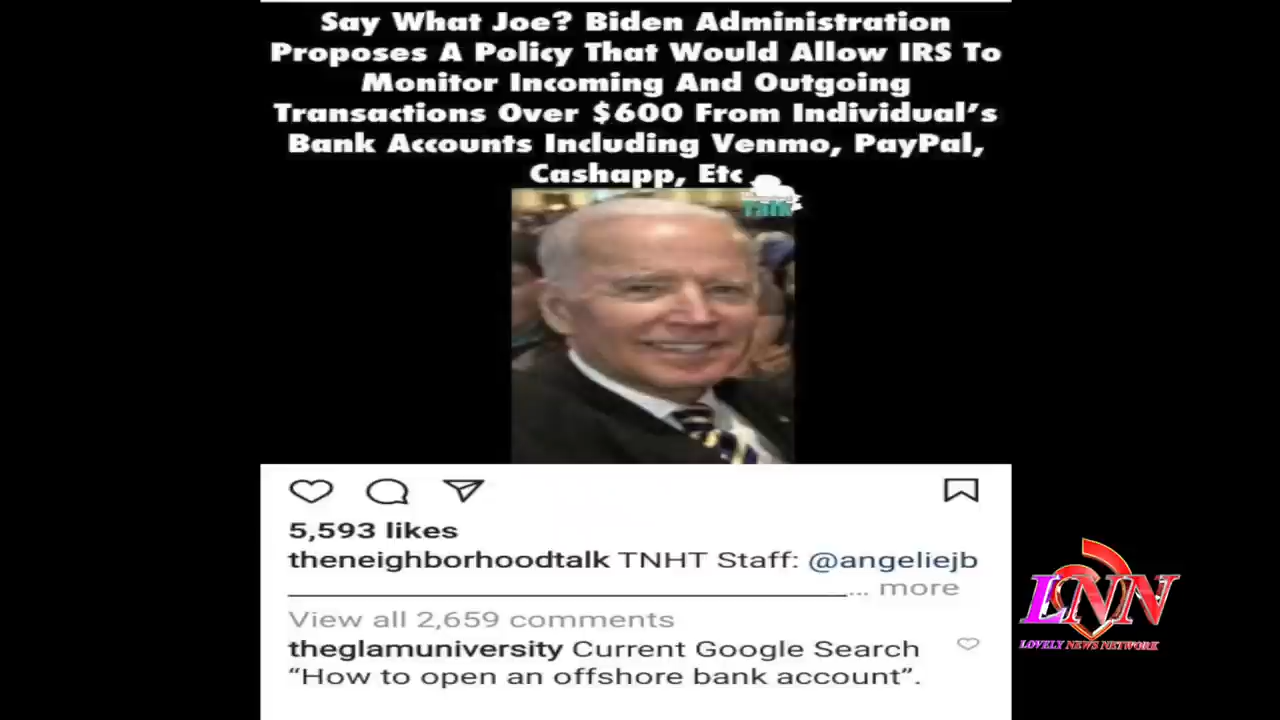 Say What Joe? Biden Administration
Proposes A Policy That Would Allow IRS To
Monitor Incoming And Outgoing
Transactions Over $600 From Individual's
Bank Accounts Including Venmo, PayPal,
Cashapp, Etc
Talk
5,593 likes
theneighborhoodtalk TNHT Staff: @angeliejb
... more
View all 2,659 comments
theglamuniversity Current Google Search
“How to open an offshore bank account”.
LNN
LOVELY NEWS NETWORK